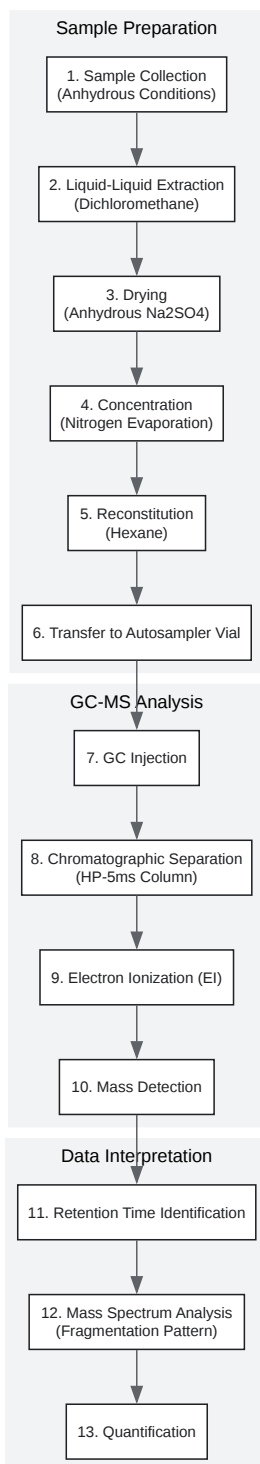 Sample Preparation
1. Sample Collection
(Anhydrous Conditions)
2. Liquid-Liquid Extraction
(Dichloromethane)
3. Drying
(Anhydrous Na2SO4)
4. Concentration
(Nitrogen Evaporation)
5. Reconstitution
(Hexane)
6. Transfer to Autosampler Vial
GC-MS Analysis
7. GC Injection
8. Chromatographic Separation
(HP-5ms Column)
9. Electron Ionization (EI)
10. Mass Detection
Data Interpretation
11. Retention Time Identification
12. Mass Spectrum Analysis
(Fragmentation Pattern)
13. Quantification